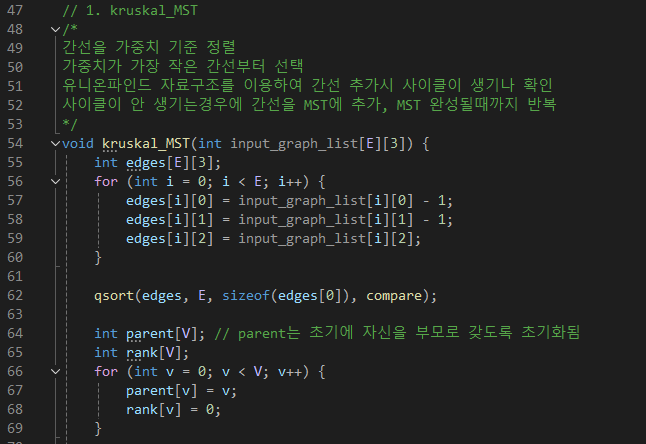 47 // 1. kruskal_MST
48 /*
49 간선을 가중치 기준 정렬
50 가중치가 가장 작은 간선부터 선택
51 유니온파인드 자료구조를 이용하여 간선 추가시 사이클이 생기나 확인
52 사이클이 안 생기는경우에 간선을 MST에 추가, MST 완성될때까지 반복
53 */
54 void kruskal_MST(int input_graph_list[E][3]) {
55 int edges[E][3];
56 for (int i = 0; i < E; i++) {
57 edges[i][0] = input_graph_list[i][0] - 1;
58 edges[i][1] = input_graph_list[i][1] - 1;
59 edges[i][2] = input_graph_list[i][2];
60 }
61
62 qsort(edges, E, sizeof(edges[0]), compare);
63
64 int parent[V]; // parent는 초기에 자신을 부모로 갖도록 초기화됨
65 int rank[V];
66 for (int v = 0; v < V; v++) {
67 parent[v] = v;
68 rank[v] = 0;
69 }